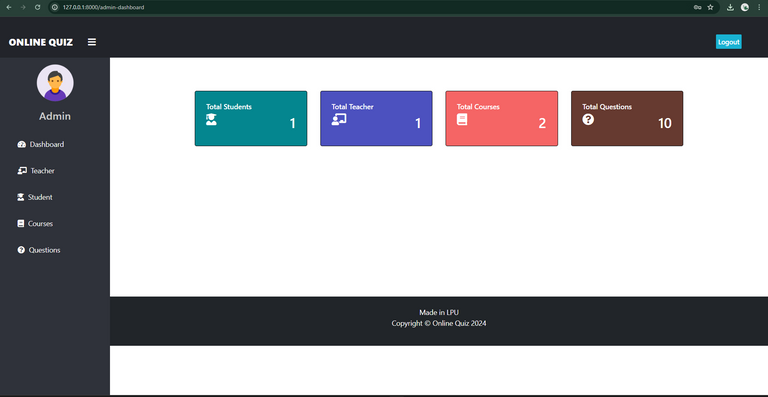 127.0.0.1:8000/admin-dashboard
ONLINE QUIZ
Logout
Admin
Dashboard
Teacher
Student
Courses
Questions
Total Students
1
Total Teacher
1
Total Courses
2
Total Questions
10
Made in LPU
Copyright © Online Quiz 2024